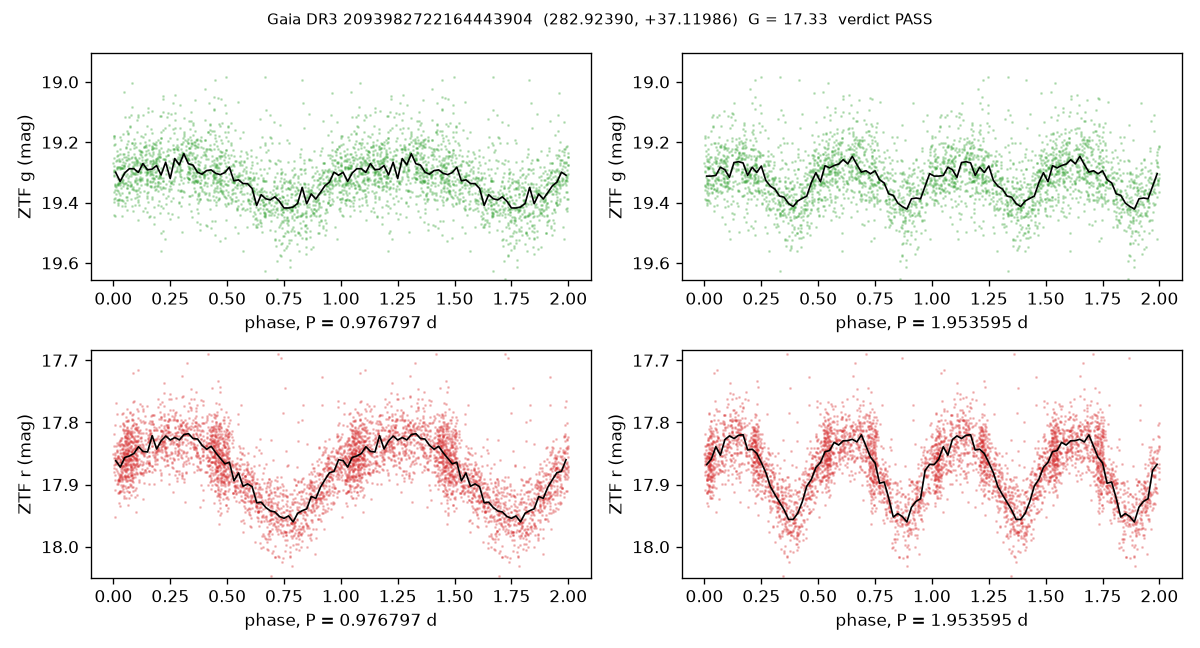 Gaia DR3 2093982722164443904 (282.92390, +37.11986) G = 17.33 verdict PASS
ZTF g (mag)
19.0
19.2
19.4
19.6
0.00 0.25 0.50 0.75 1.00 1.25 1.50 1.75 2.00
phase, P = 0.976797 d
ZTF g (mag)
19.0
19.2
19.4
19.6
0.00 0.25 0.50 0.75 1.00 1.25 1.50 1.75 2.00
phase, P = 1.953595 d
ZTF r (mag)
17.7
17.8
17.9
18.0
0.00 0.25 0.50 0.75 1.00 1.25 1.50 1.75 2.00
phase, P = 0.976797 d
ZTF r (mag)
17.7
17.8
17.9
18.0
0.00 0.25 0.50 0.75 1.00 1.25 1.50 1.75 2.00
phase, P = 1.953595 d